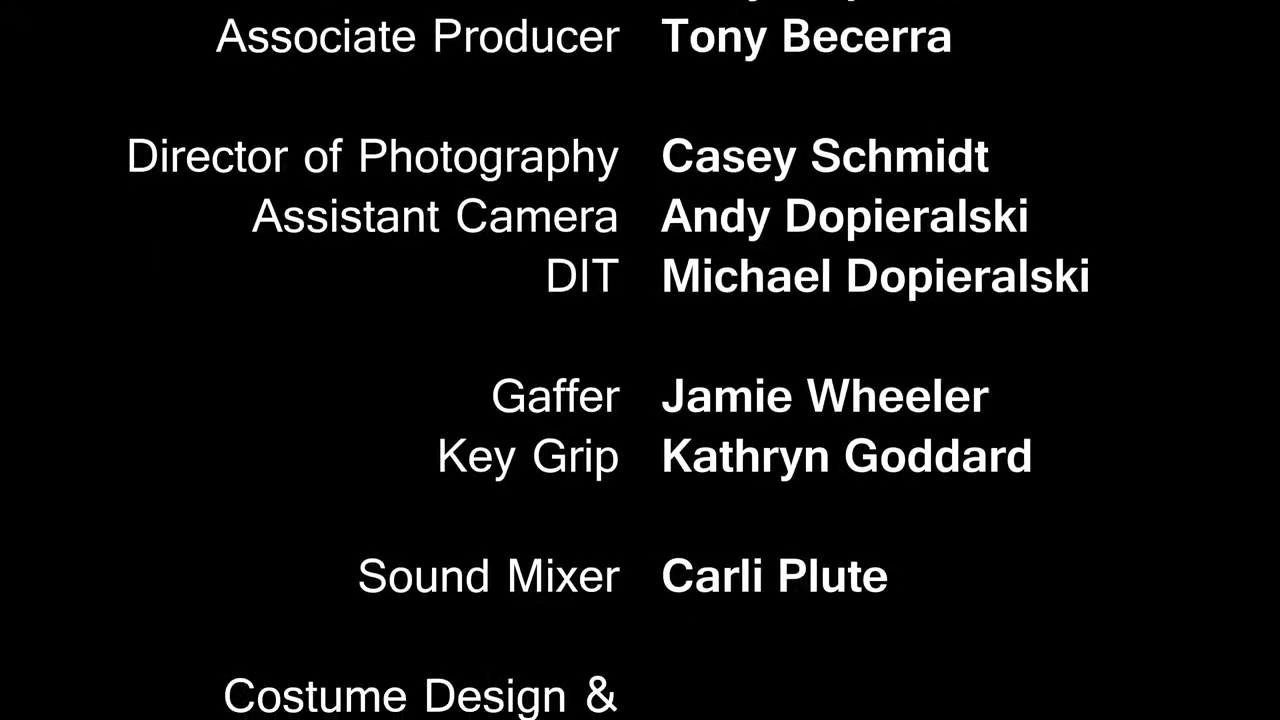 Associate Producer Tony Becerra
Director of Photography Casey Schmidt
Assistant Camera Andy Dopieralski
DIT Michael Dopieralski
Gaffer Jamie Wheeler
Key Grip Kathryn Goddard
Sound Mixer Carli Plute
Costume Design &